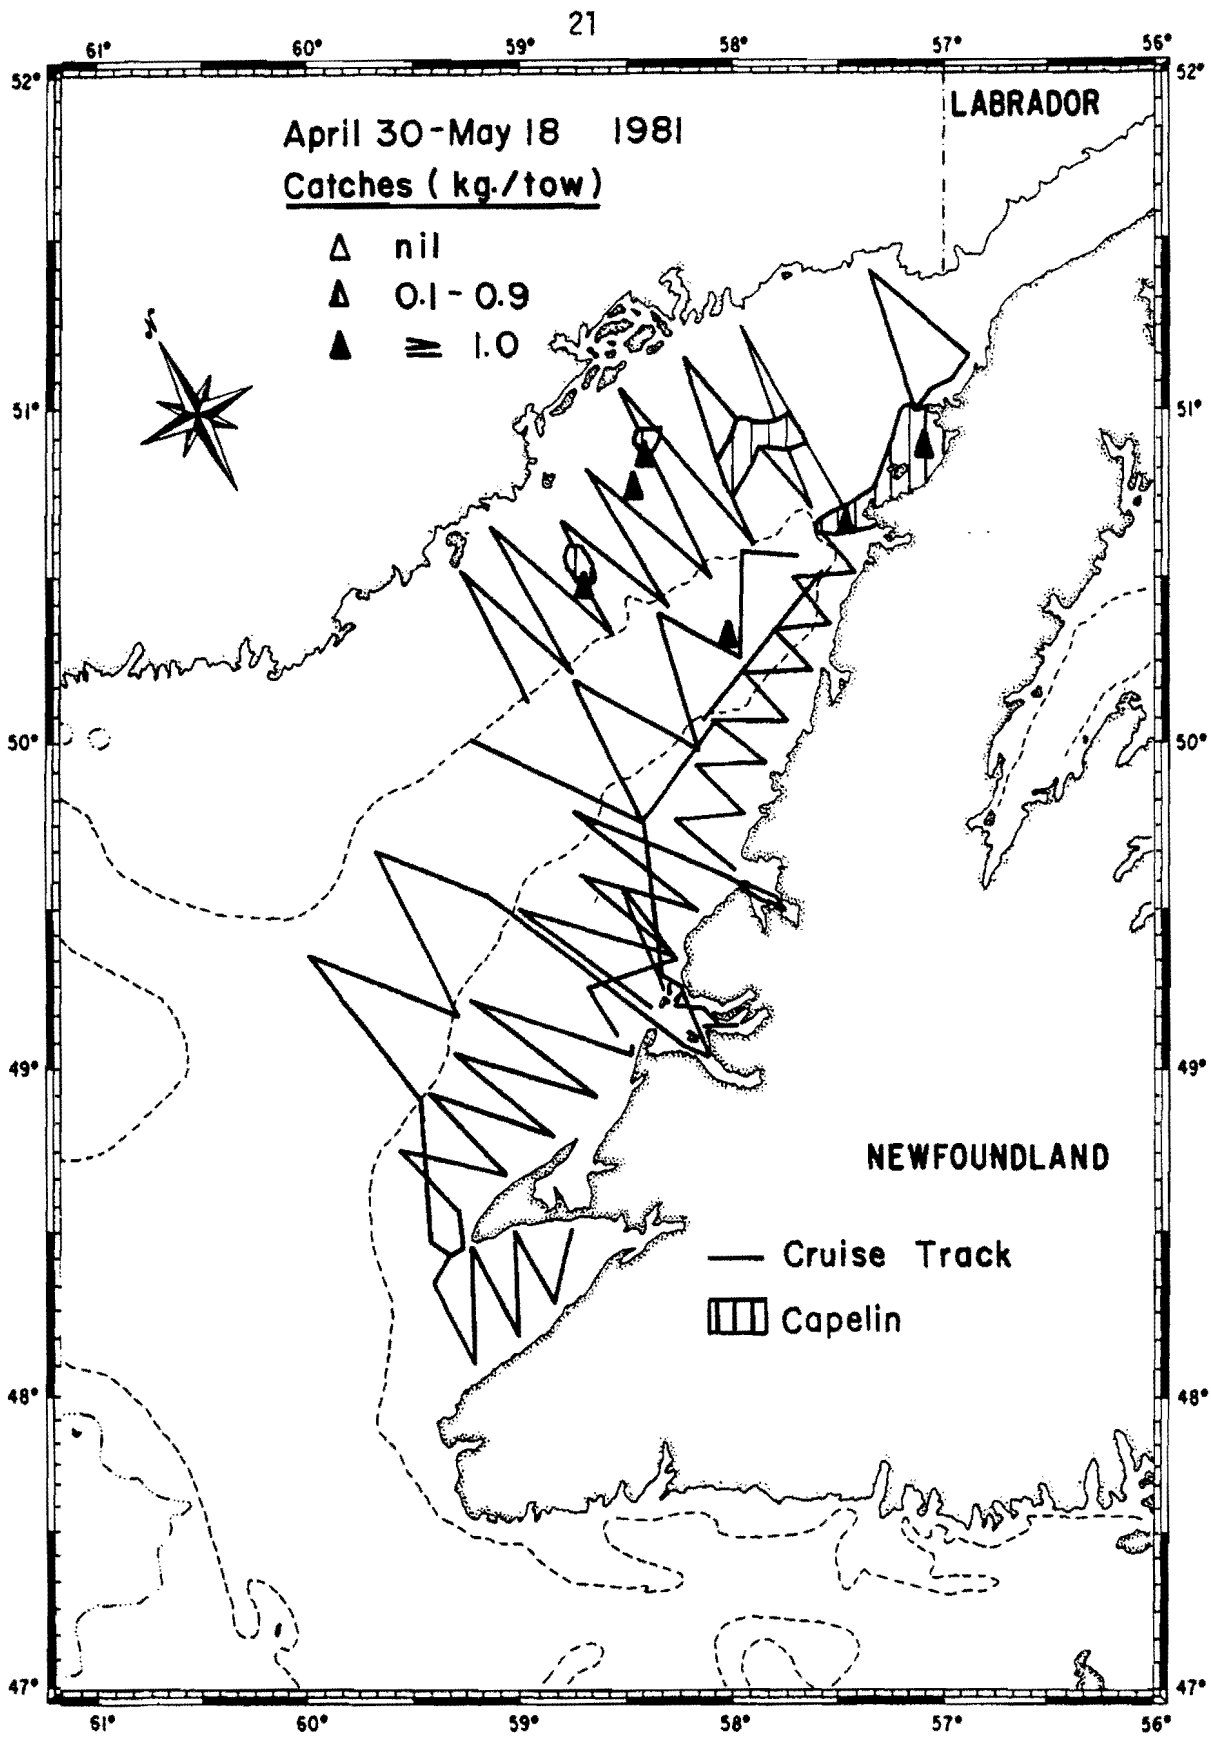 21
61° 60° 59° 58° 57° 56°
52° 52°
LABRADOR
April 30-May 18 1981
Catches ( kg./tow)
nil
0.1 - 0.9
≥ 1.0
N
51° 51°
50° 50°
49° 49°
NEWFOUNDLAND
Cruise Track
Capelin
48° 48°
47° 47°
61° 60° 59° 58° 57° 56°